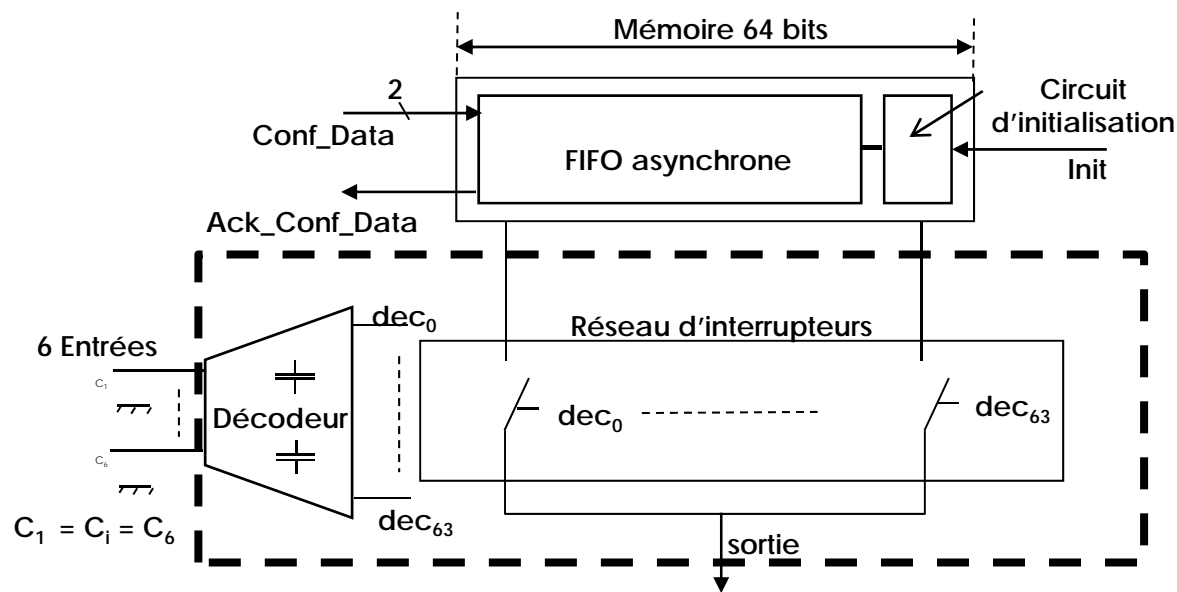 Mémoire 64 bits
2
Conf_Data
Ack_Conf_Data
FIFO asynchrone
Circuit
d'initialisation
Init
6 Entrées
C₁
C₆
C₁ = Cᵢ = C₆
Décodeur
dec₀
dec₆₃
Réseau d'interrupteurs
dec₀
dec₆₃
sortie